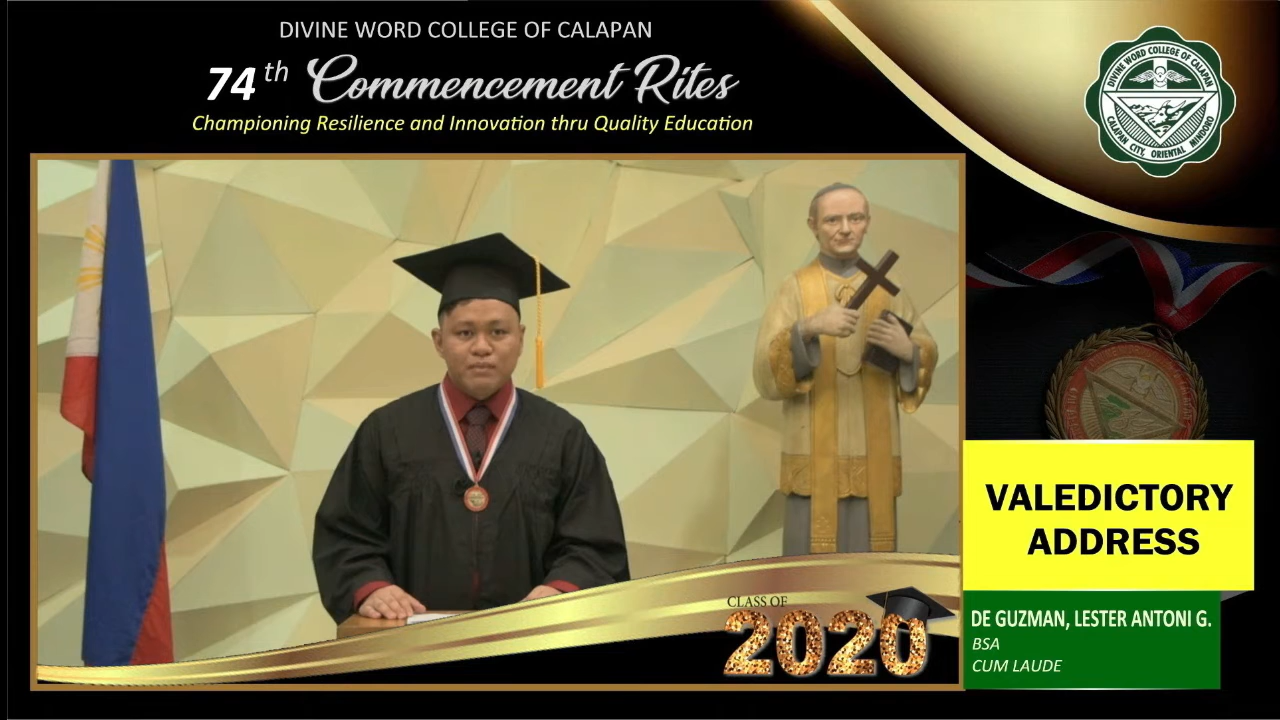 DIVINE WORD COLLEGE OF CALAPAN
74th Commencement Rites
Championing Resilience and Innovation thru Quality Education
DIVINE WORD COLLEGE OF CALAPAN
CALAPAN CITY, ORIENTAL MINDORO
VALEDICTORY
ADDRESS
CLASS OF
2020
DE GUZMAN, LESTER ANTONI G.
BSA
CUM LAUDE